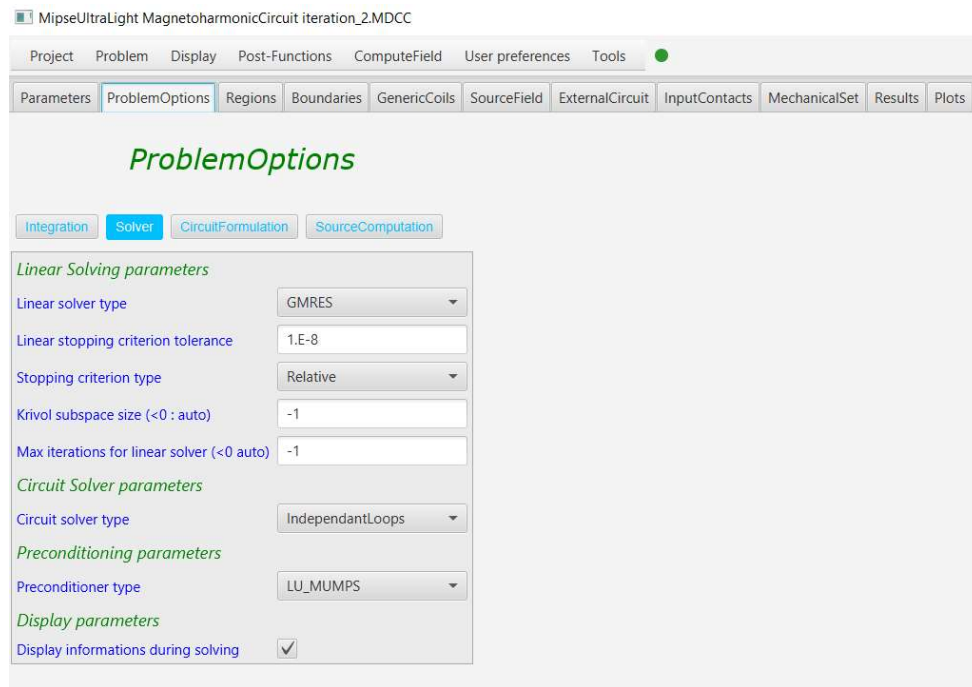 MipseUltraLight MagnetoharmonicCircuit iteration_2.MDCC
Project Problem Display Post-Functions ComputeField User preferences Tools
Parameters ProblemOptions Regions Boundaries GenericCoils SourceField ExternalCircuit InputContacts MechanicalSet Results Plots
ProblemOptions
Integration Solver CircuitFormulation SourceComputation
Linear Solving parameters
Linear solver type GMRES
Linear stopping criterion tolerance 1.E-8
Stopping criterion type Relative
Krivol subspace size (<0 : auto) -1
Max iterations for linear solver (<0 auto) -1
Circuit Solver parameters
Circuit solver type IndependantLoops
Preconditioning parameters
Preconditioner type LU_MUMPS
Display parameters
Display informations during solving